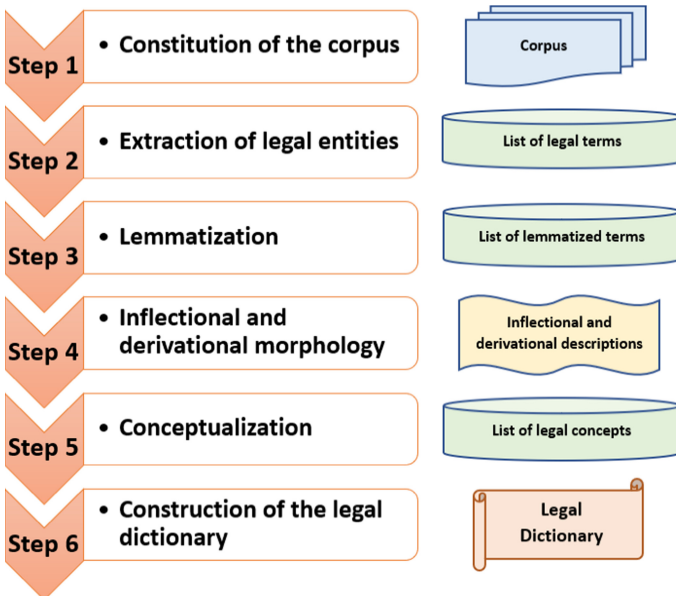 Step 1
• Constitution of the corpus
Corpus
Step 2
• Extraction of legal entities
List of legal terms
Step 3
• Lemmatization
List of lemmatized terms
Step 4
• Inflectional and
derivational morphology
Inflectional and
derivational descriptions
Step 5
• Conceptualization
List of legal concepts
Step 6
• Construction of the legal
dictionary
Legal
Dictionary